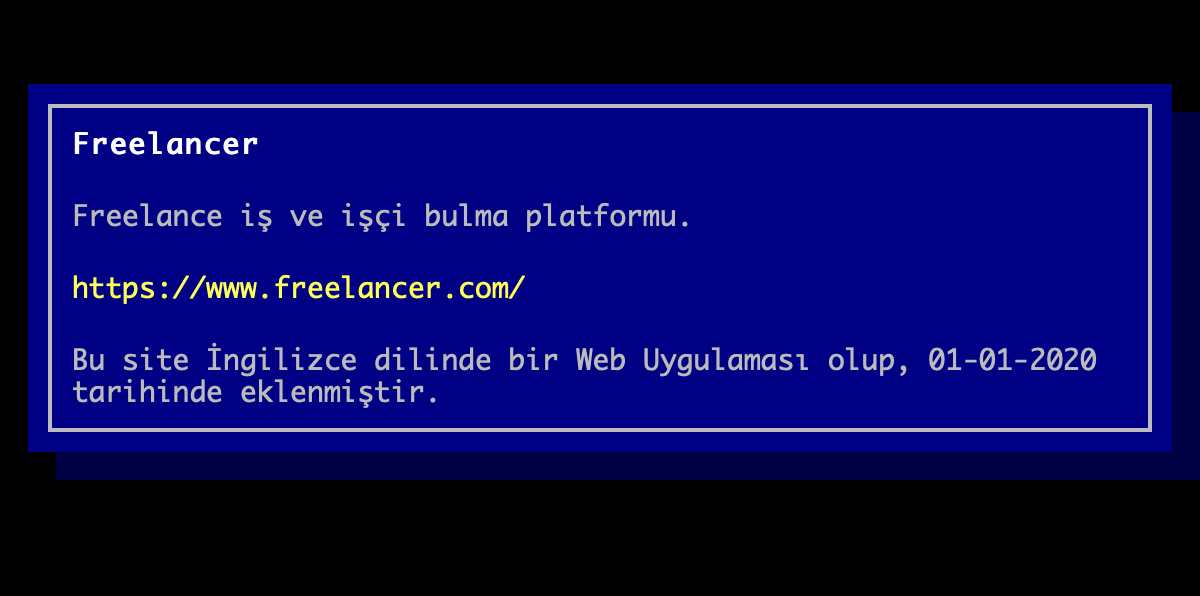 Freelancer
Freelance iş ve işçi bulma platformu.
https://www.freelancer.com/
Bu site İngilizce dilinde bir Web Uygulaması olup, 01-01-2020
tarihinde eklenmiştir.